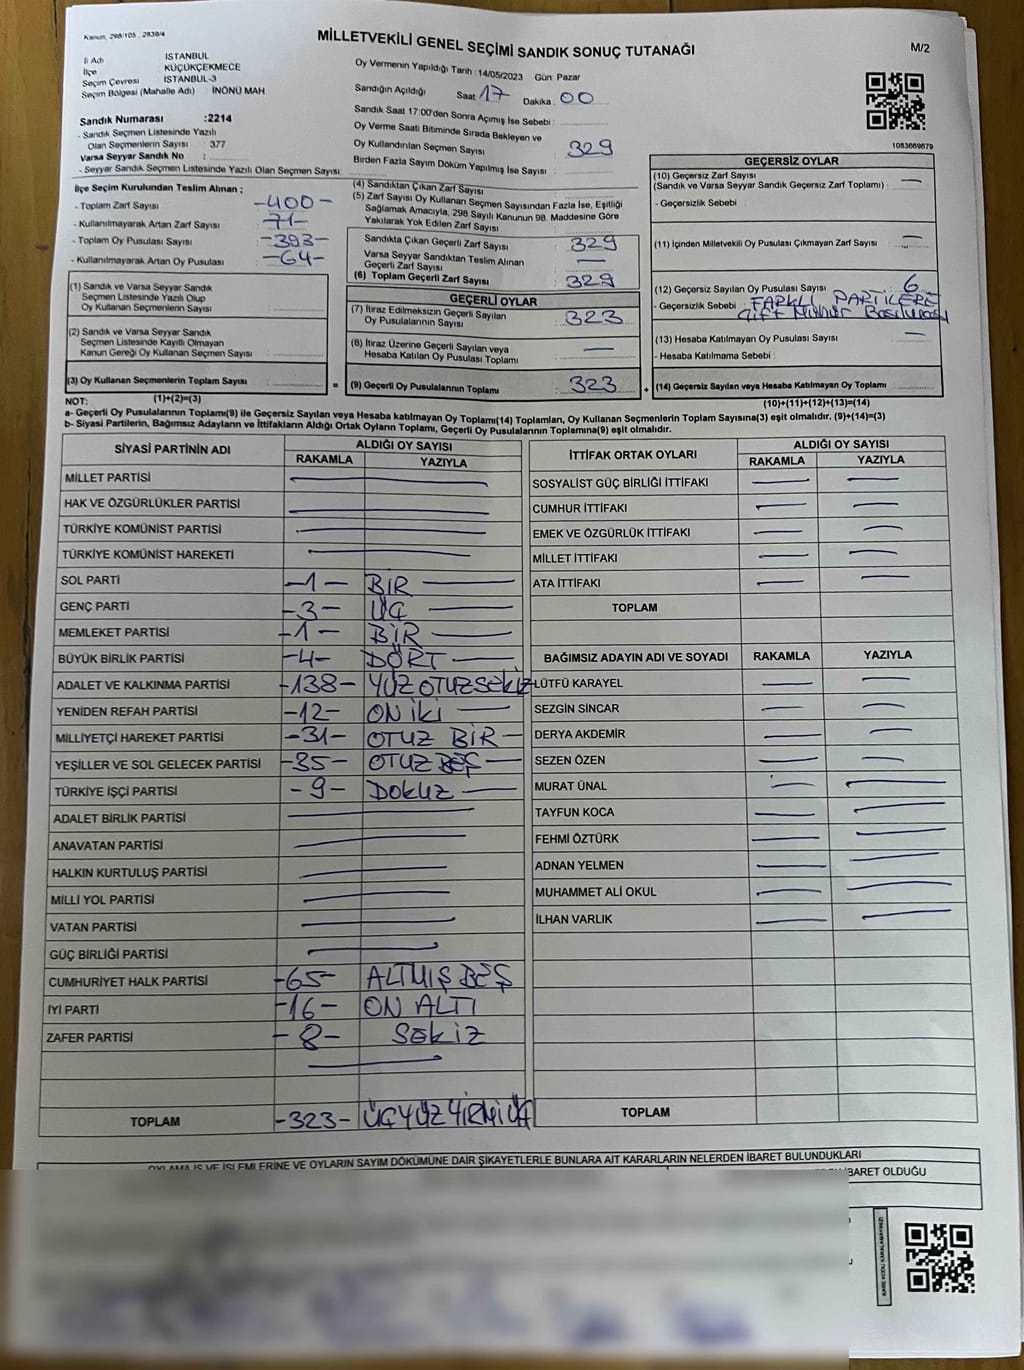 Kanun, 298/105 , 2839/4
MİLLETVEKİLİ GENEL SEÇİMİ SANDIK SONUÇ TUTANAĞI
M/2
İl Adı : İSTANBUL
İlçe : KÜÇÜKÇEKMECE
Seçim Çevresi : İSTANBUL-3
Seçim Bölgesi (Mahalle Adı) : İNÖNÜ MAH
Sandık Numarası :2214
- Sandık Seçmen Listesinde Yazılı
Olan Seçmenlerin Sayısı : 377
Varsa Seyyar Sandık No :
- Seyyar Sandık Seçmen Listesinde Yazılı Olan Seçmen Sayısı:
Oy Vermenin Yapıldığı Tarih :14/05/2023 Gün: Pazar
Sandığın Açıldığı Saat 17 Dakika : 00
Sandık Saat 17:00'den Sonra Açılmış İse Sebebi :
Oy Verme Saati Bitiminde Sırada Bekleyen ve
Oy Kullandırılan Seçmen Sayısı : 329
Birden Fazla Sayım Döküm Yapılmış İse Sayısı :
1083669879
İlçe Seçim Kurulundan Teslim Alınan :
- Toplam Zarf Sayısı -400-
- Kullanılmayarak Artan Zarf Sayısı : 71-
- Toplam Oy Pusulası Sayısı -393-
- Kullanılmayarak Artan Oy Pusulası -64-
(1) Sandık ve Varsa Seyyar Sandık
Seçmen Listesinde Yazılı Olup
Oy Kullanan Seçmenlerin Sayısı :
(2) Sandık ve Varsa Seyyar Sandık
Seçmen Listesinde Kayıtlı Olmayan
Kanun Gereği Oy Kullanan Seçmen Sayısı :
(3) Oy Kullanan Seçmenlerin Toplam Sayısı :
(1)+(2)=(3)
(4) Sandıktan Çıkan Zarf Sayısı :
(5) Zarf Sayısı Oy Kullanan Seçmen Sayısından Fazla İse, Eşitliği
Sağlamak Amacıyla, 298 Sayılı Kanunun 98. Maddesine Göre
Yakılarak Yok Edilen Zarf Sayısı :
Sandıkta Çıkan Geçerli Zarf Sayısı : 329
Varsa Seyyar Sandıktan Teslim Alınan
Geçerli Zarf Sayısı : —
(6) Toplam Geçerli Zarf Sayısı : 329
GEÇERLİ OYLAR
(7) İtiraz Edilmeksizin Geçerli Sayılan
Oy Pusulalarının Sayısı : 323
(8) İtiraz Üzerine Geçerli Sayılan veya
Hesaba Katılan Oy Pusulası Toplamı : —
= (9) Geçerli Oy Pusulalarının Toplamı : 323 +
GEÇERSİZ OYLAR
(10) Geçersiz Zarf Sayısı
(Sandık ve Varsa Seyyar Sandık Geçersiz Zarf Toplamı) : —
- Geçersizlik Sebebi :
(11) İçinden Milletvekili Oy Pusulası Çıkmayan Zarf Sayısı : —
(12) Geçersiz Sayılan Oy Pusulası Sayısı : 6
- Geçersizlik Sebebi : FARKLI PARTİLERE
Çift Mühür Basılması
(13) Hesaba Katılmayan Oy Pusulası Sayısı : —
- Hesaba Katılmama Sebebi :
(14) Geçersiz Sayılan veya Hesaba Katılmayan Oy Toplamı :
(10)+(11)+(12)+(13)=(14)
NOT:
a- Geçerli Oy Pusulalarının Toplamı(9) ile Geçersiz Sayılan veya Hesaba katılmayan Oy Toplamı(14) Toplamları, Oy Kullanan Seçmenlerin Toplam Sayısına(3) eşit olmalıdır. (9)+(14)=(3)
b- Siyasi Partilerin, Bağımsız Adayların ve İttifakların Aldığı Ortak Oyların Toplamı, Geçerli Oy Pusulalarının Toplamına(9) eşit olmalıdır.
SİYASİ PARTİNİN ADI ALDIĞI OY SAYISI
RAKAMLA YAZIYLA
MİLLET PARTİSİ —
HAK VE ÖZGÜRLÜKLER PARTİSİ —
TÜRKİYE KOMÜNİST PARTİSİ —
TÜRKİYE KOMÜNİST HAREKETİ —
SOL PARTİ -1- BİR —
GENÇ PARTİ -3- ÜÇ —
MEMLEKET PARTİSİ -1- BİR —
BÜYÜK BİRLİK PARTİSİ -4- DÖRT —
ADALET VE KALKINMA PARTİSİ -138- YÜZ OTUZ SEKİZ
YENİDEN REFAH PARTİSİ -12- ON İKİ —
MİLLİYETÇİ HAREKET PARTİSİ -31- OTUZ BİR —
YEŞİLLER VE SOL GELECEK PARTİSİ -35- OTUZ BEŞ —
TÜRKİYE İŞÇİ PARTİSİ -9- DOKUZ —
ADALET BİRLİK PARTİSİ —
ANAVATAN PARTİSİ —
HALKIN KURTULUŞ PARTİSİ —
MİLLİ YOL PARTİSİ —
VATAN PARTİSİ —
GÜÇ BİRLİĞİ PARTİSİ —
CUMHURİYET HALK PARTİSİ -65- ALTMIŞ BEŞ
İYİ PARTİ -16- ON ALTI
ZAFER PARTİSİ -8- SEKİZ
TOPLAM -323- ÜÇ YÜZ YİRMİ ÜÇ
İTTİFAK ORTAK OYLARI ALDIĞI OY SAYISI
RAKAMLA YAZIYLA
SOSYALİST GÜÇ BİRLİĞİ İTTİFAKI — —
CUMHUR İTTİFAKI — —
EMEK VE ÖZGÜRLÜK İTTİFAKI — —
MİLLET İTTİFAKI — —
ATA İTTİFAKI — —
TOPLAM
BAĞIMSIZ ADAYIN ADI VE SOYADI RAKAMLA YAZIYLA
LÜTFÜ KARAYEL — —
SEZGİN SİNCAR — —
DERYA AKDEMİR — —
SEZEN ÖZEN — —
MURAT ÜNAL — —
TAYFUN KOCA — —
FEHMİ ÖZTÜRK — —
ADNAN YELMEN — —
MUHAMMET ALİ OKUL — —
İLHAN VARLIK — —
TOPLAM
OYLAMA İŞ VE İŞLEMLERİNE VE OYLARIN SAYIM DÖKÜMÜNE DAİR ŞİKAYETLERLE BUNLARA AİT KARARLARIN NELERDEN İBARET BULUNDUKLARI
İBARET OLDUĞU
KARE KODU KARALAMAYINIZ!